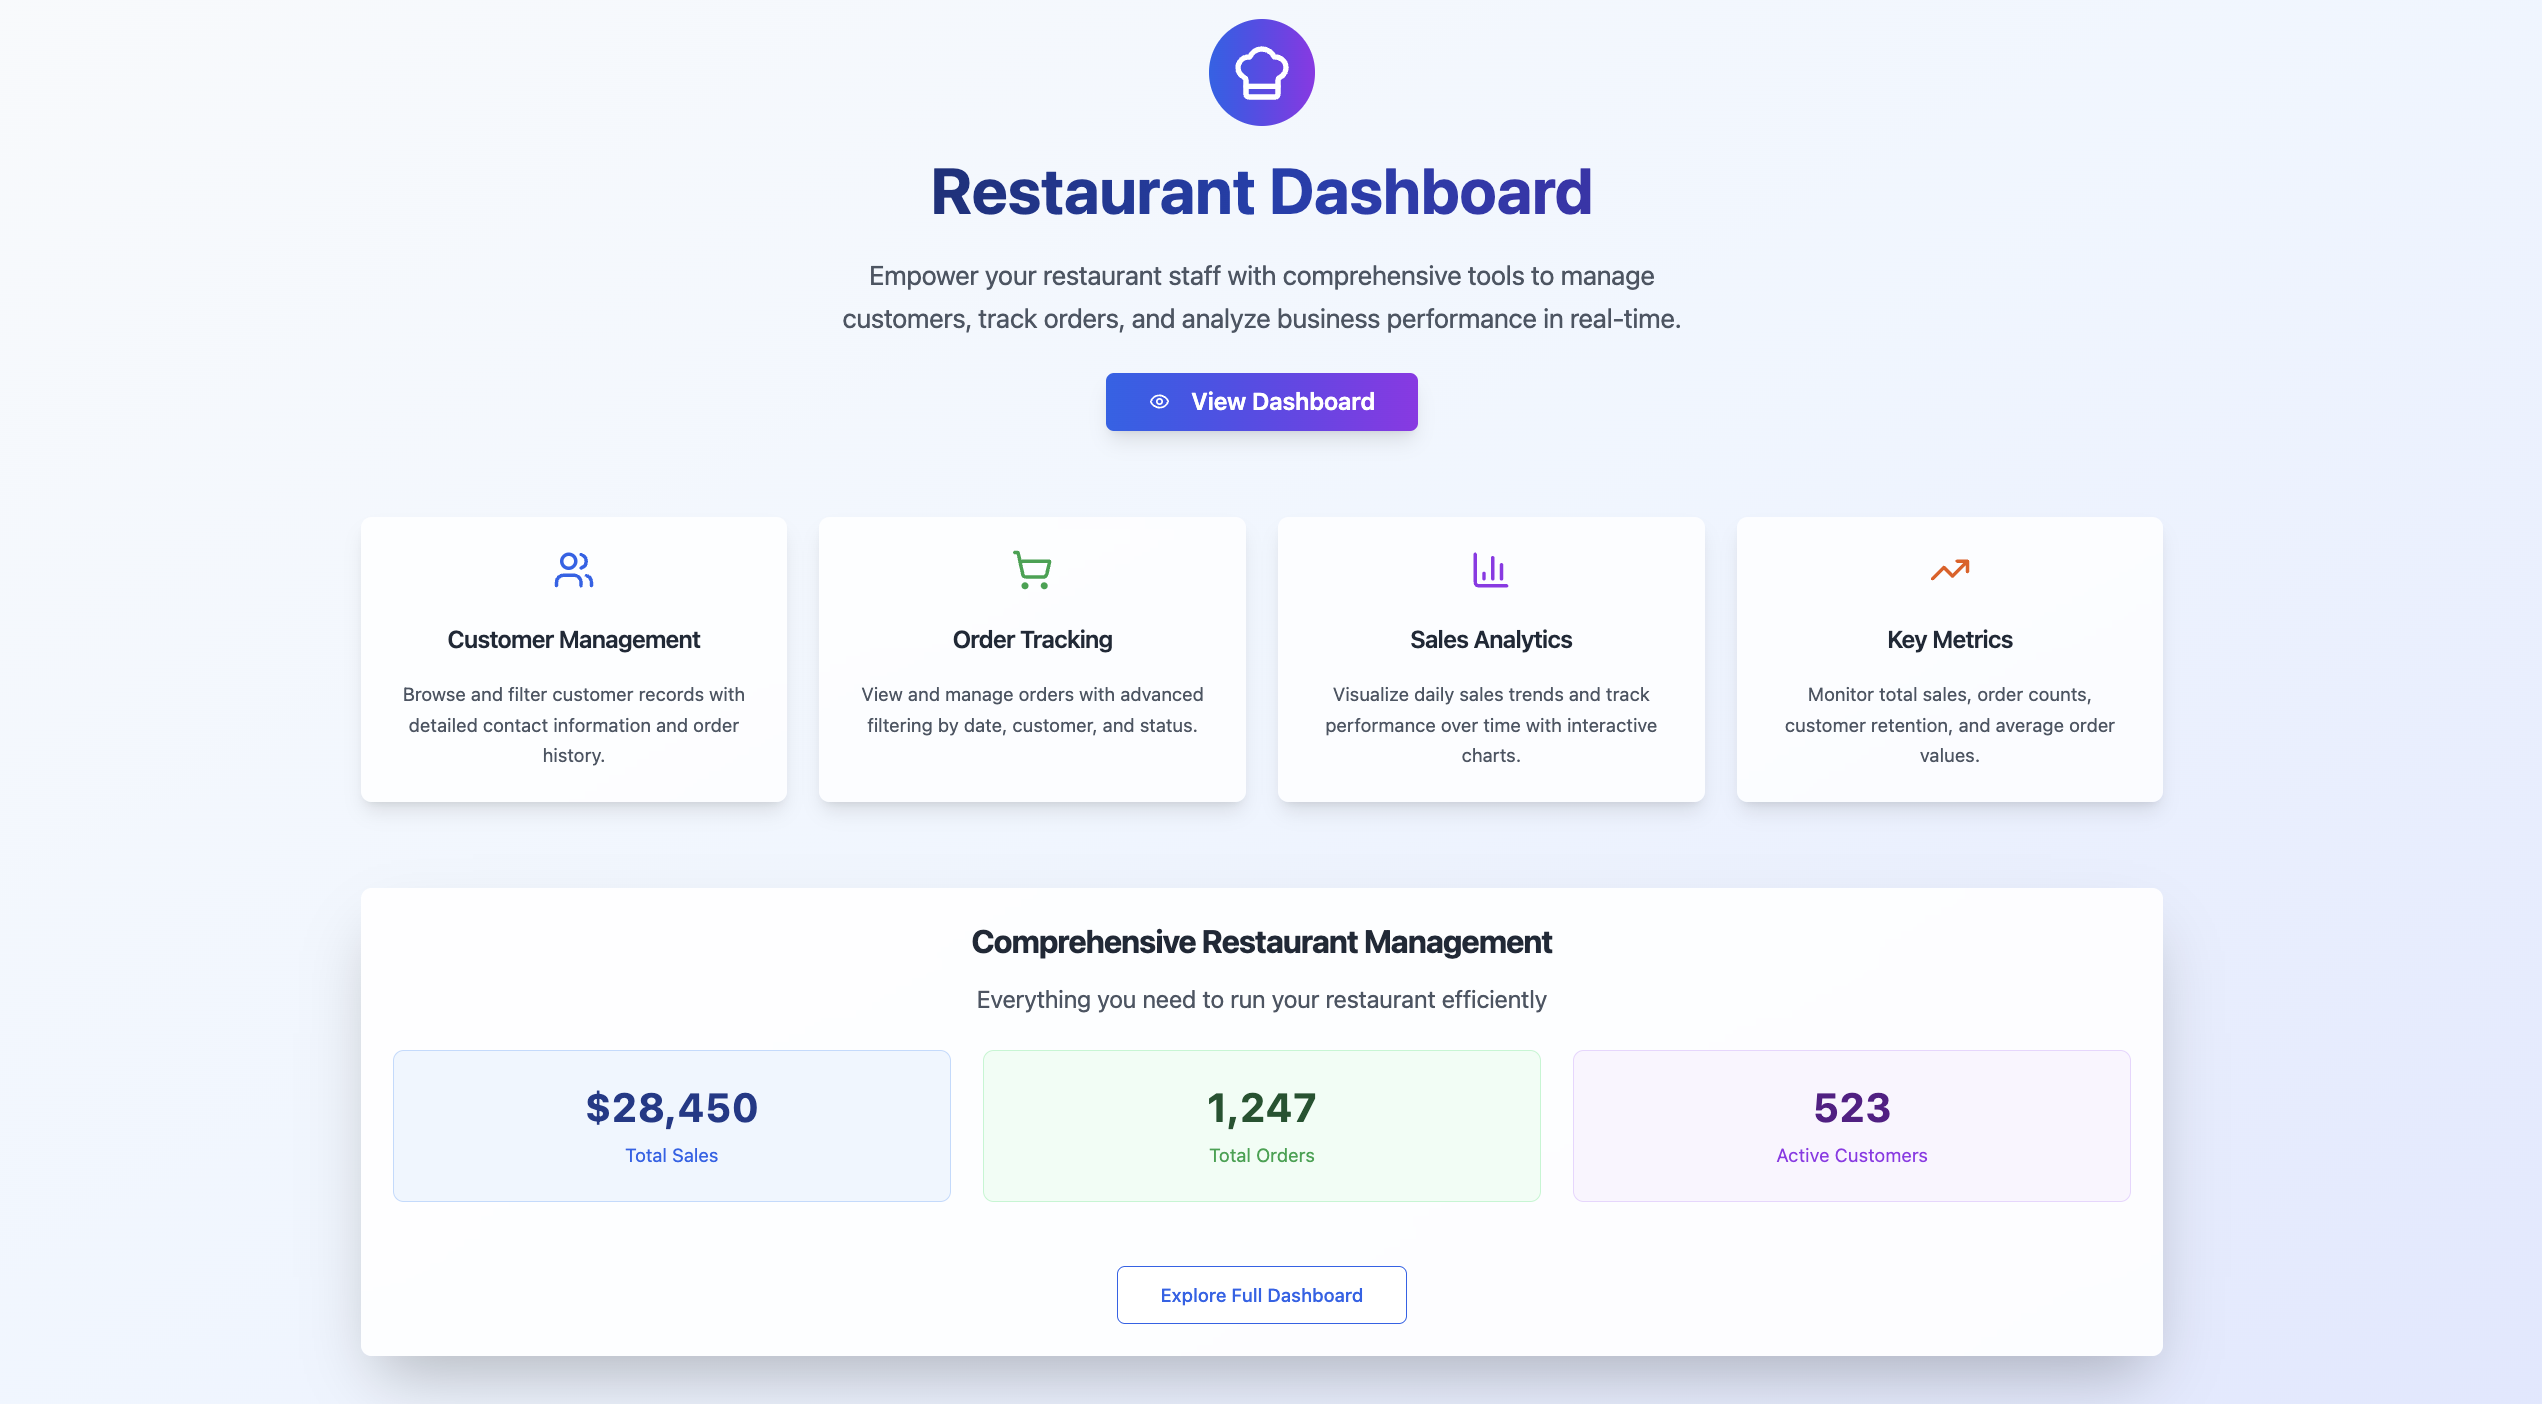 Restaurant Dashboard
Empower your restaurant staff with comprehensive tools to manage
customers, track orders, and analyze business performance in real-time.
View Dashboard
Customer Management
Browse and filter customer records with
detailed contact information and order
history.
Order Tracking
View and manage orders with advanced
filtering by date, customer, and status.
Sales Analytics
Visualize daily sales trends and track
performance over time with interactive
charts.
Key Metrics
Monitor total sales, order counts,
customer retention, and average order
values.
Comprehensive Restaurant Management
Everything you need to run your restaurant efficiently
$28,450
Total Sales
1,247
Total Orders
523
Active Customers
Explore Full Dashboard